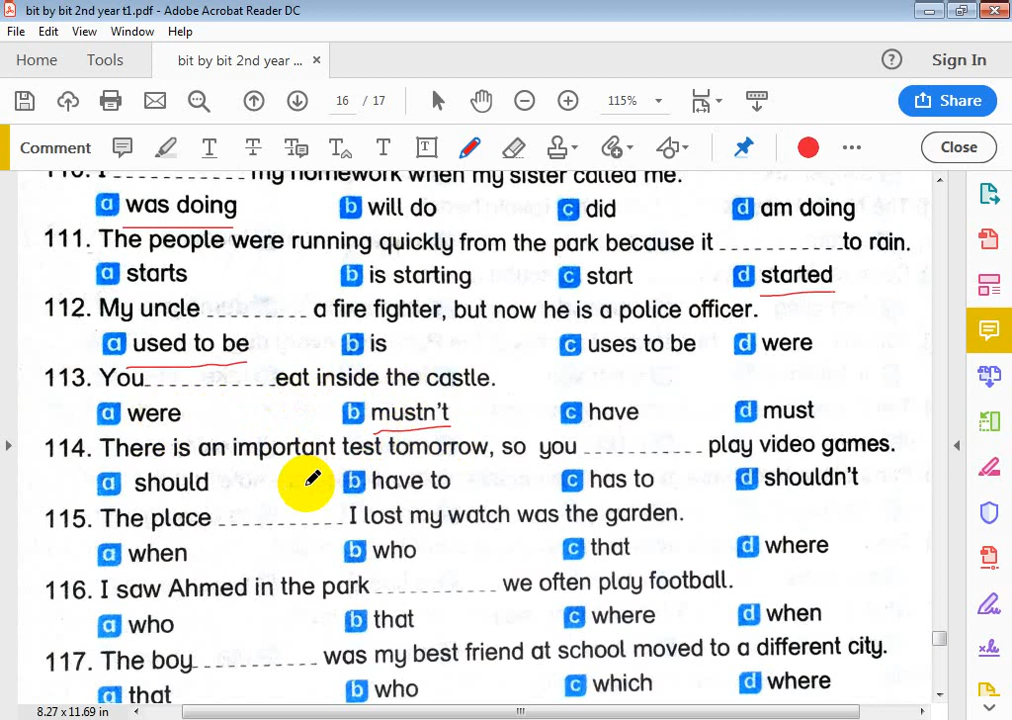 bit by bit 2nd year t1.pdf - Adobe Acrobat Reader DC
File Edit View Window Help
Home Tools bit by bit 2nd year ... × Sign In
16 / 17 115% Share
Comment Close
110. I my homework when my sister called me.
a was doing b will do c did d am doing
111. The people were running quickly from the park because it __________ to rain.
a starts b is starting c start d started
112. My uncle __________ a fire fighter, but now he is a police officer.
a used to be b is c uses to be d were
113. You __________ eat inside the castle.
a were b mustn't c have d must
114. There is an important test tomorrow, so you __________ play video games.
a should b have to c has to d shouldn't
115. The place __________ I lost my watch was the garden.
a when b who c that d where
116. I saw Ahmed in the park __________ we often play football.
a who b that c where d when
117. The boy __________ was my best friend at school moved to a different city.
a that b who c which d where
8.27 x 11.69 in